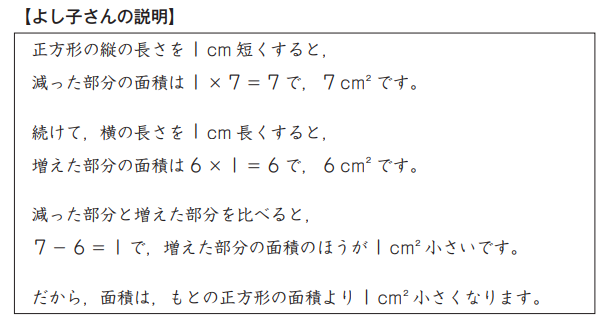 【よし子さんの説明】
正方形の縦の長さを1cm短くすると,
減った部分の面積は1×7=7で,7cm²です。
続けて,横の長さを1cm長くすると,
増えた部分の面積は6×1=6で,6cm²です。
減った部分と増えた部分を比べると,
7-6=1で,増えた部分の面積のほうが1cm²小さいです。
だから,面積は,もとの正方形の面積より1cm²小さくなります。